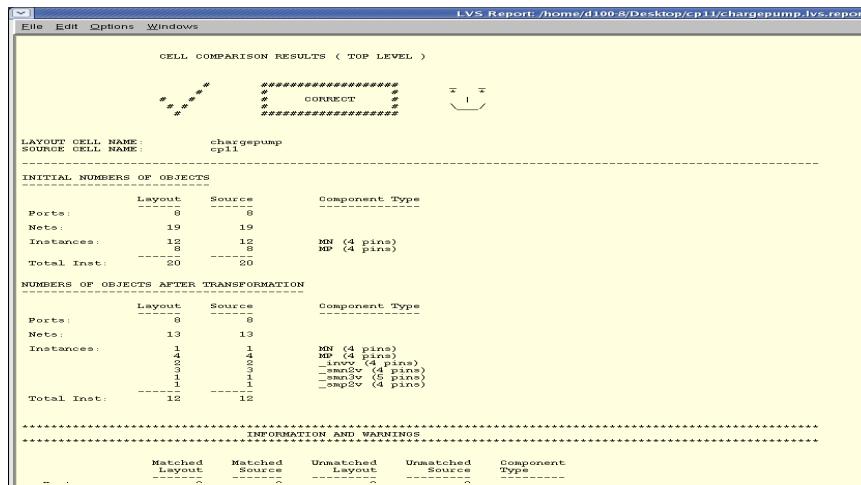 LVS Report: /home/d100-8/Desktop/cp11/chargepump.lvs.repor
File Edit Options Windows
CELL COMPARISON RESULTS ( TOP LEVEL )
CORRECT
LAYOUT CELL NAME: chargepump
SOURCE CELL NAME: cp11
INITIAL NUMBERS OF OBJECTS
Layout Source Component Type
Ports: 8 8
Nets: 19 19
Instances: 12 12 MN (4 pins)
8 8 MP (4 pins)
Total Inst: 20 20
NUMBERS OF OBJECTS AFTER TRANSFORMATION
Layout Source Component Type
Ports: 8 8
Nets: 13 13
Instances: 1 1 MN (4 pins)
4 4 MP (4 pins)
2 2 _invv (4 pins)
3 3 _smn2v (4 pins)
1 1 _smn3v (5 pins)
1 1 _smp2v (4 pins)
Total Inst: 12 12
INFORMATION AND WARNINGS
Matched Matched Unmatched Unmatched Component
Layout Source Layout Source Type